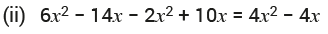 (ii) 6x² − 14x − 2x² + 10x = 4x² − 4x